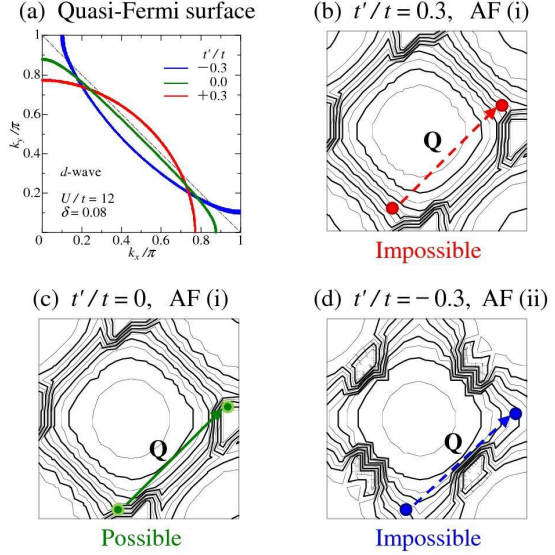 (a) Quasi-Fermi surface
(b) t'/t = 0.3, AF (i)
1
0.8
0.6
0.4
0.2
0
k_y/π
t'/t
−0.3
0.0
+0.3
d-wave
U/t = 12
δ = 0.08
0 0.2 0.4 0.6 0.8 1
k_x/π
Q
Impossible
(c) t'/t = 0, AF (i)
(d) t'/t = −0.3, AF (ii)
Q
Possible
Q
Impossible